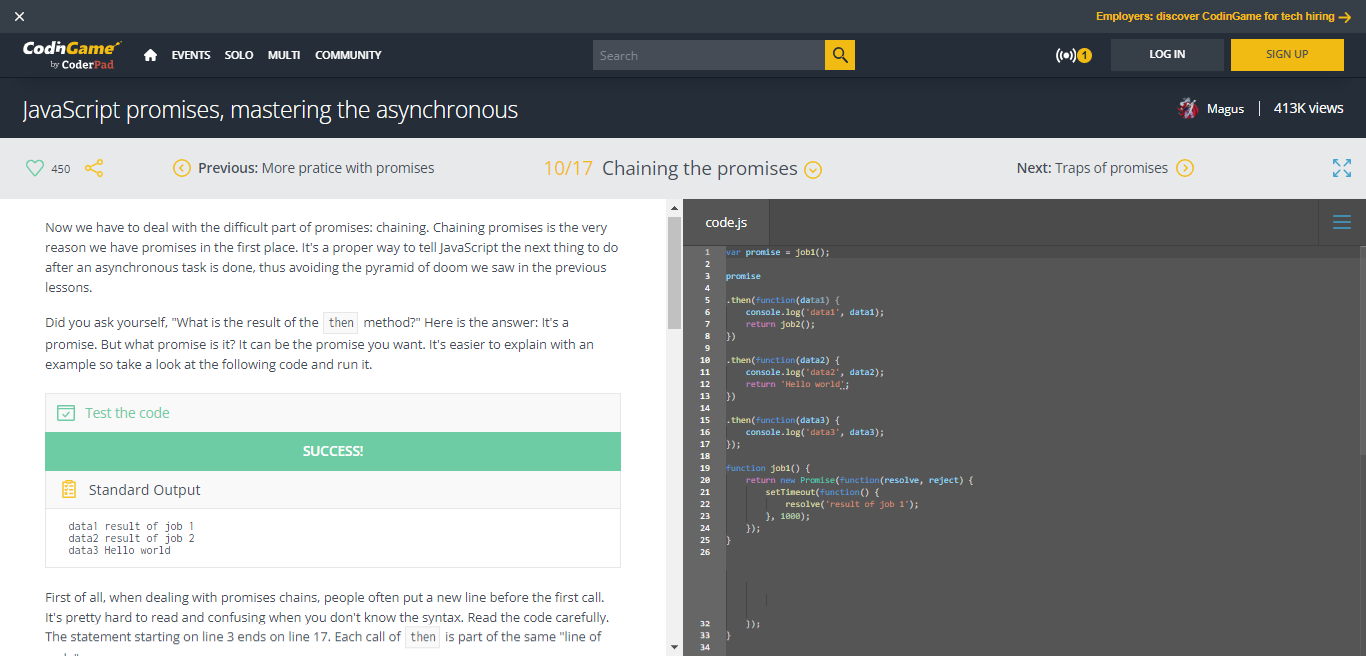 Employers: discover CodinGame for tech hiring
CodinGame
by CoderPad
EVENTS SOLO MULTI COMMUNITY
Search
1
LOG IN
SIGN UP
JavaScript promises, mastering the asynchronous
Magus
413K views
450
Previous: More pratice with promises
10/17 Chaining the promises
Next: Traps of promises
Now we have to deal with the difficult part of promises: chaining. Chaining promises is the very
reason we have promises in the first place. It's a proper way to tell JavaScript the next thing to do
after an asynchronous task is done, thus avoiding the pyramid of doom we saw in the previous
lessons.
Did you ask yourself, "What is the result of the then method?" Here is the answer: It's a
promise. But what promise is it? It can be the promise you want. It's easier to explain with an
example so take a look at the following code and run it.
Test the code
SUCCESS!
Standard Output
data1 result of job 1
data2 result of job 2
data3 Hello world
First of all, when dealing with promises chains, people often put a new line before the first call.
It's pretty hard to read and confusing when you don't know the syntax. Read the code carefully.
The statement starting on line 3 ends on line 17. Each call of then is part of the same "line of
code.js
1 var promise = job1();
2
3 promise
4
5 .then(function(data1) {
6 console.log('data1', data1);
7 return job2();
8 })
9
10 .then(function(data2) {
11 console.log('data2', data2);
12 return 'Hello world';
13 })
14
15 .then(function(data3) {
16 console.log('data3', data3);
17 });
18
19 function job1() {
20 return new Promise(function(resolve, reject) {
21 setTimeout(function() {
22 resolve('result of job 1');
23 }, 1000);
24 });
25 }
26
32 });
33 }
34